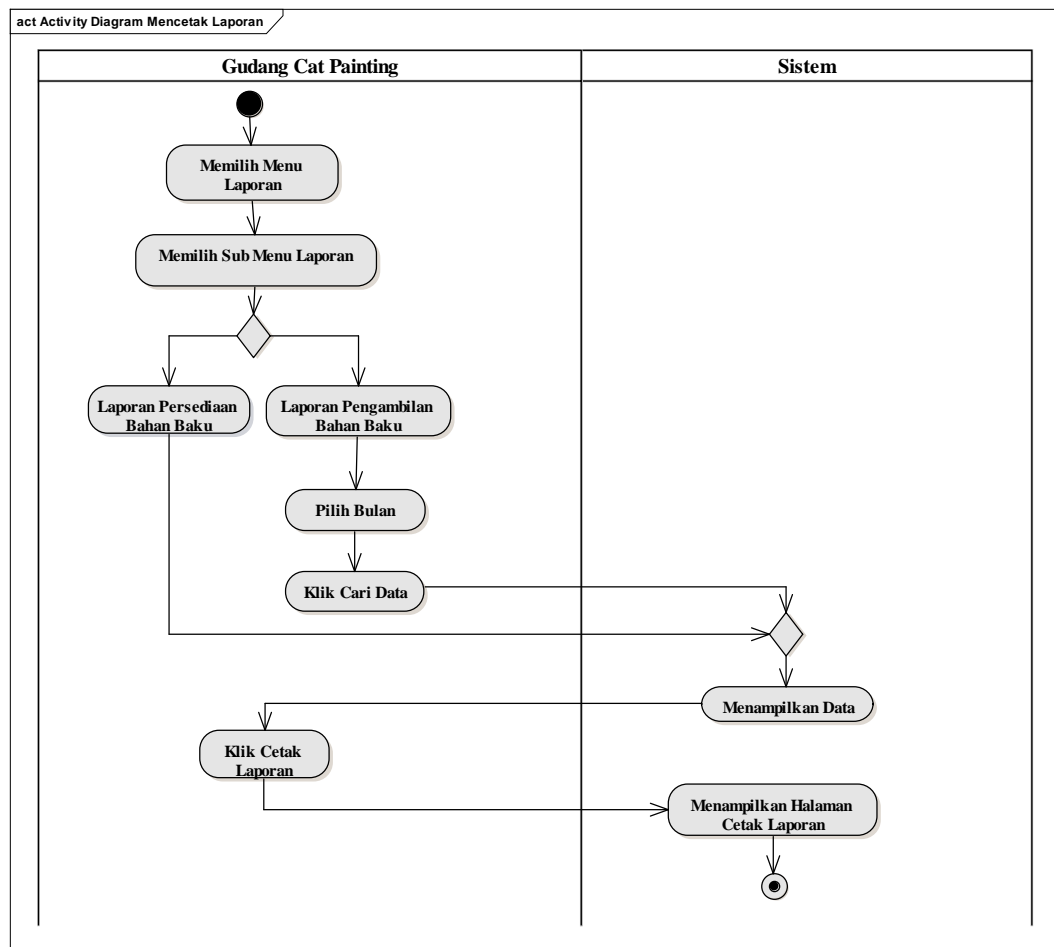 act Activity Diagram Mencetak Laporan
Gudang Cat Painting
Sistem
Memilih Menu
Laporan
Memilih Sub Menu Laporan
Laporan Persediaan
Bahan Baku
Laporan Pengambilan
Bahan Baku
Pilih Bulan
Klik Cari Data
Menampilkan Data
Klik Cetak
Laporan
Menampilkan Halaman
Cetak Laporan